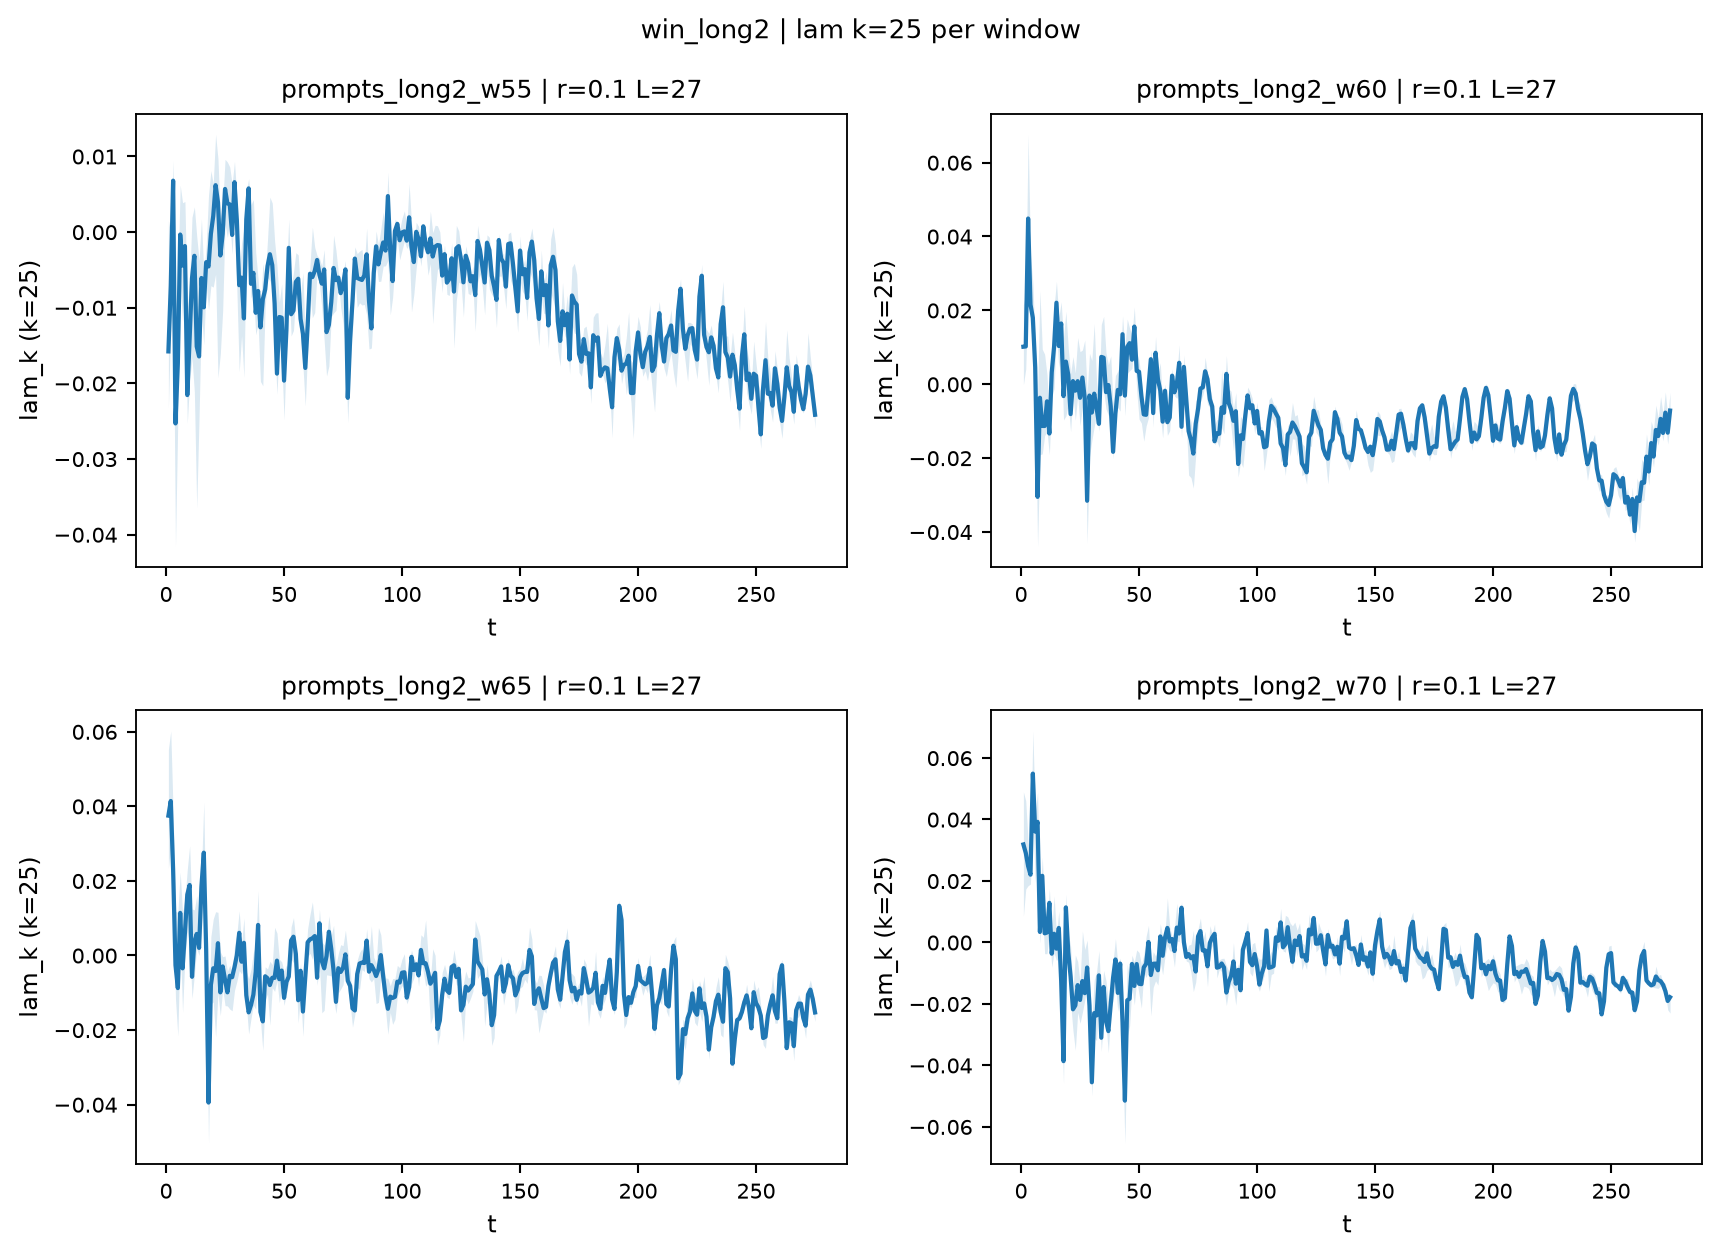 win_long2 | lam k=25 per window
prompts_long2_w55 | r=0.1 L=27
lam_k (k=25)
0.01
0.00
−0.01
−0.02
−0.03
−0.04
0 50 100 150 200 250
t
prompts_long2_w60 | r=0.1 L=27
lam_k (k=25)
0.06
0.04
0.02
0.00
−0.02
−0.04
0 50 100 150 200 250
t
prompts_long2_w65 | r=0.1 L=27
lam_k (k=25)
0.06
0.04
0.02
0.00
−0.02
−0.04
0 50 100 150 200 250
t
prompts_long2_w70 | r=0.1 L=27
lam_k (k=25)
0.06
0.04
0.02
0.00
−0.02
−0.04
−0.06
0 50 100 150 200 250
t